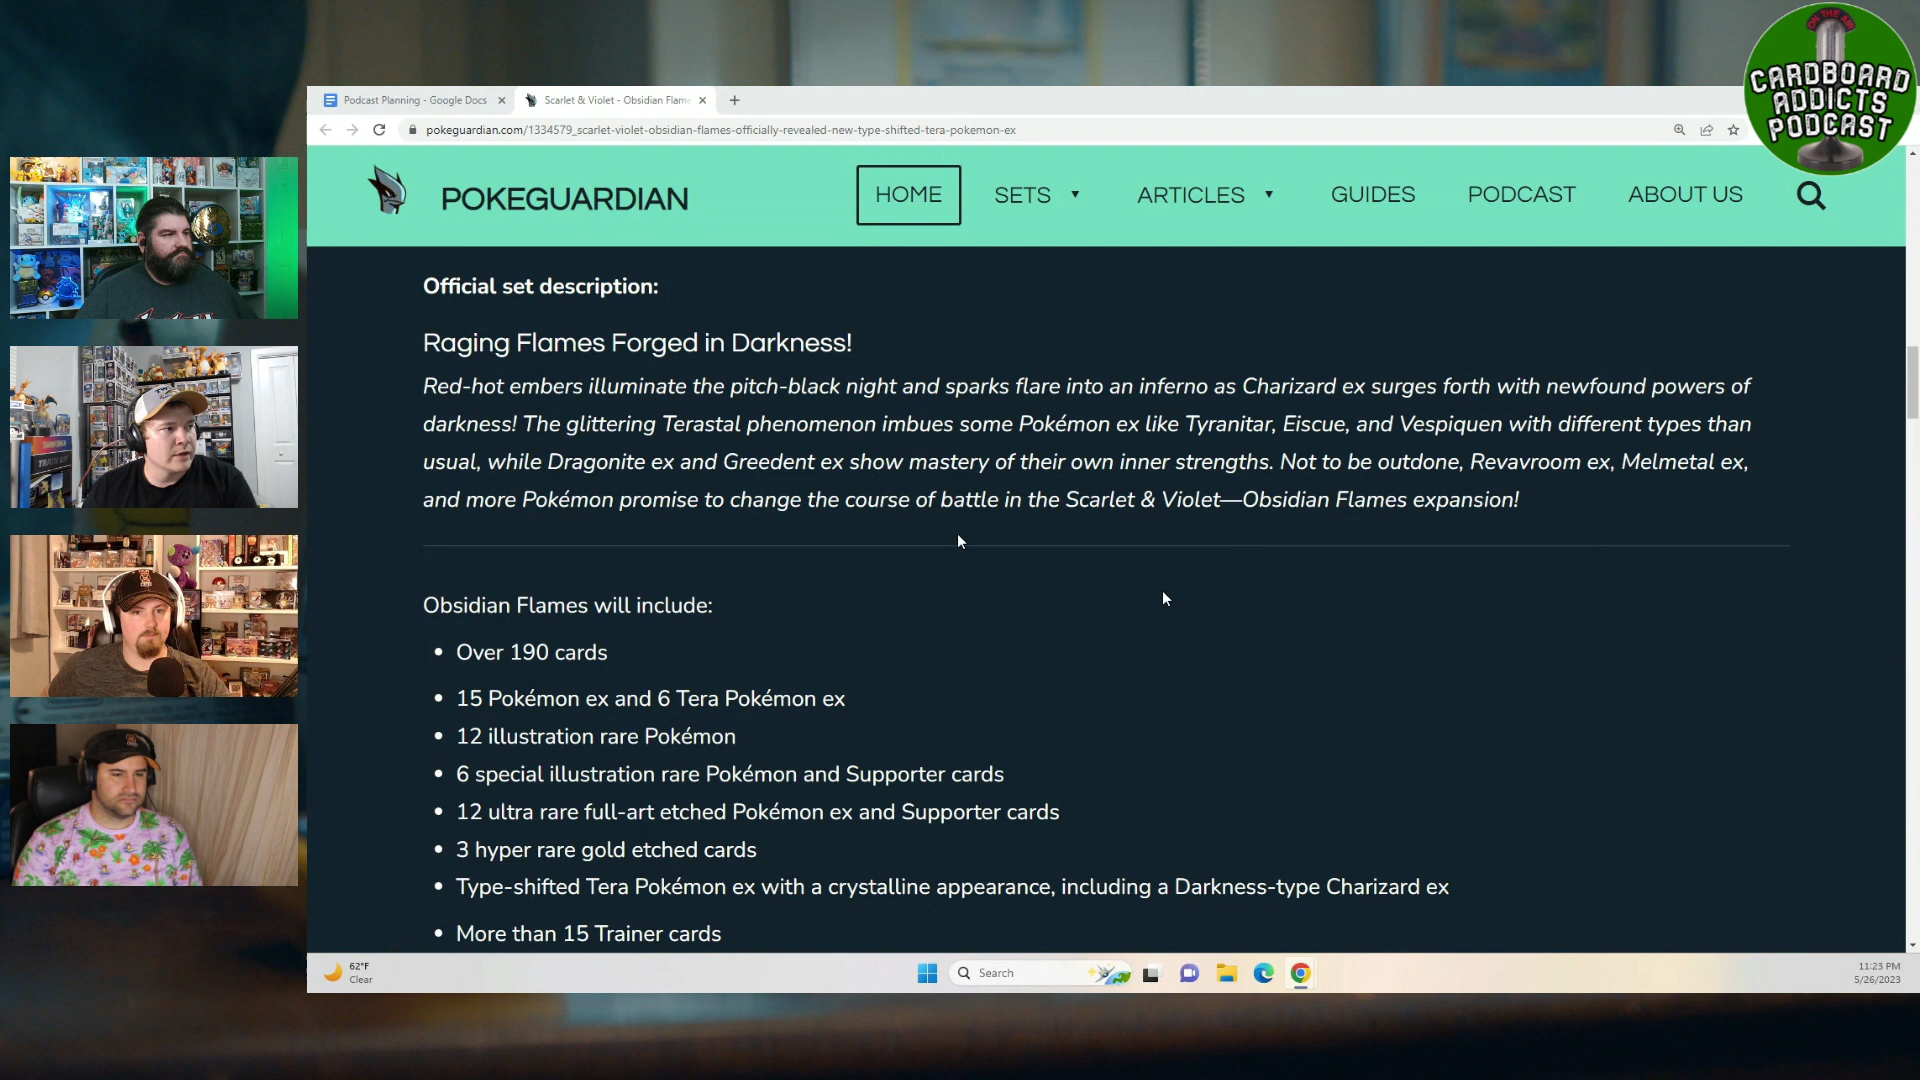 ON THE AIR
CARDBOARD
ADDICTS
PODCAST
Podcast Planning - Google Docs
Scarlet & Violet - Obsidian Flame
pokeguardian.com/1334579_scarlet-violet-obsidian-flames-officially-revealed-new-type-shifted-tera-pokemon-ex
POKEGUARDIAN
HOME
SETS
ARTICLES
GUIDES
PODCAST
ABOUT US
Official set description:
Raging Flames Forged in Darkness!
Red-hot embers illuminate the pitch-black night and sparks flare into an inferno as Charizard ex surges forth with newfound powers of
darkness! The glittering Terastal phenomenon imbues some Pokémon ex like Tyranitar, Eiscue, and Vespiquen with different types than
usual, while Dragonite ex and Greedent ex show mastery of their own inner strengths. Not to be outdone, Revavroom ex, Melmetal ex,
and more Pokémon promise to change the course of battle in the Scarlet & Violet—Obsidian Flames expansion!
Obsidian Flames will include:
• Over 190 cards
• 15 Pokémon ex and 6 Tera Pokémon ex
• 12 illustration rare Pokémon
• 6 special illustration rare Pokémon and Supporter cards
• 12 ultra rare full-art etched Pokémon ex and Supporter cards
• 3 hyper rare gold etched cards
• Type-shifted Tera Pokémon ex with a crystalline appearance, including a Darkness-type Charizard ex
• More than 15 Trainer cards
62°F
Clear
Search
11:23 PM
5/26/2023